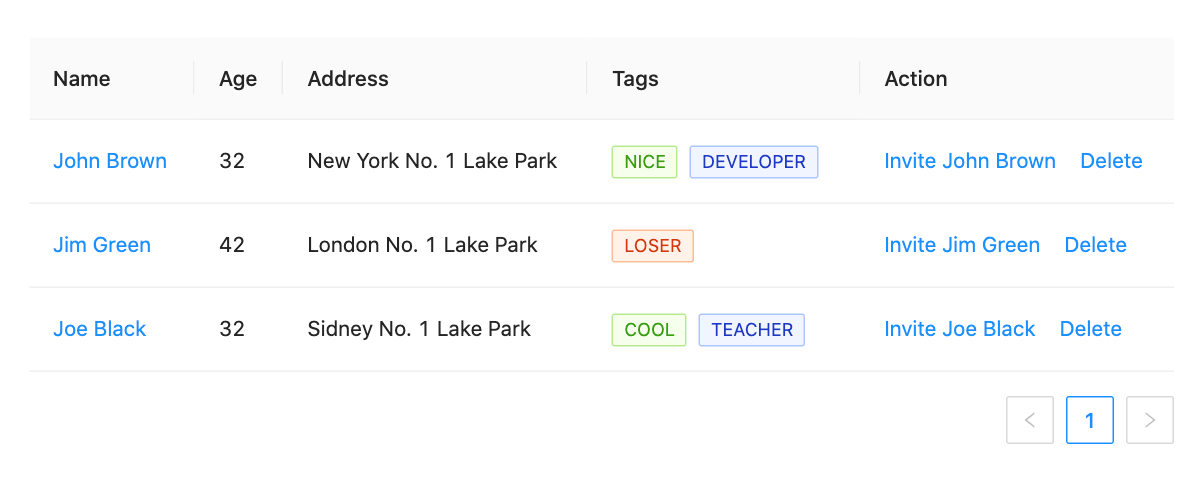 Name Age Address Tags Action
John Brown 32 New York No. 1 Lake Park NICE DEVELOPER Invite John Brown Delete
Jim Green 42 London No. 1 Lake Park LOSER Invite Jim Green Delete
Joe Black 32 Sidney No. 1 Lake Park COOL TEACHER Invite Joe Black Delete
< 1 >